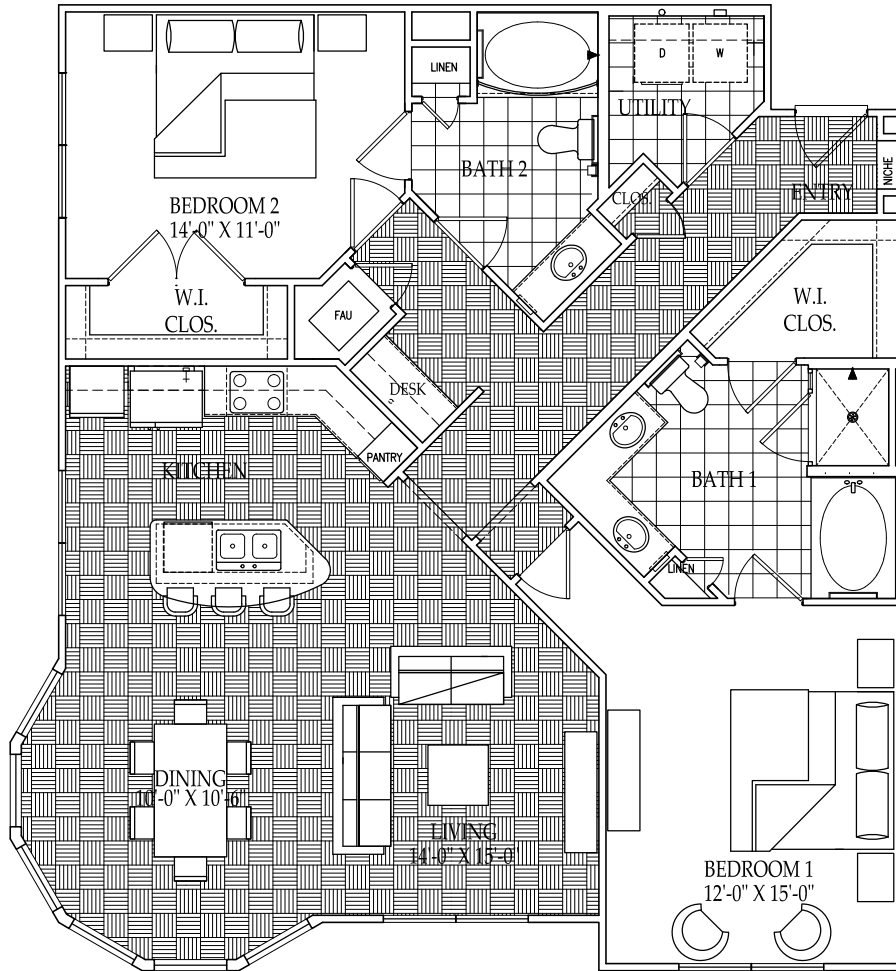 LINEN
D
W
UTILITY
BATH 2
NICHE
ENTRY
CLOS.
BEDROOM 2
14'-0" X 11'-0"
W.I.
CLOS.
FAU
W.I.
CLOS.
DESK
PANTRY
KITCHEN
BATH 1
LINEN
DINING
10'-0" X 10'-6"
LIVING
14'-0" X 15'-0
BEDROOM 1
12'-0" X 15'-0"